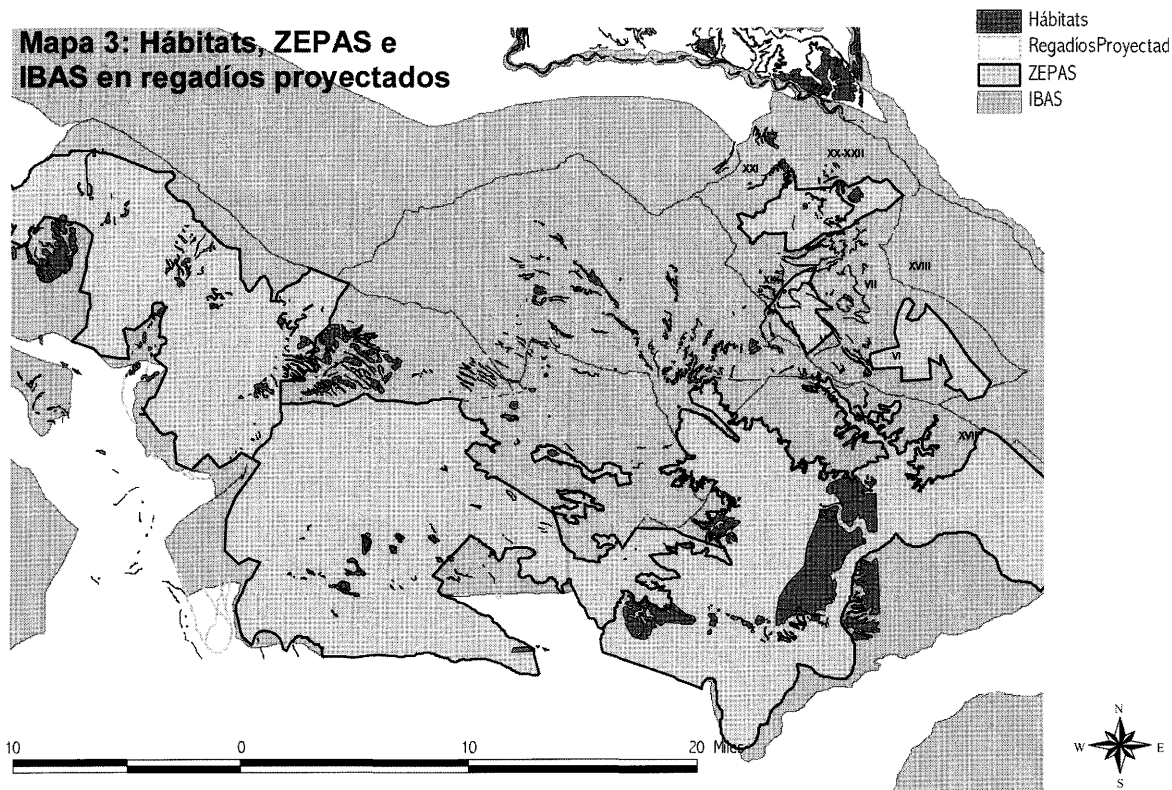 Mapa 3: Hábitats, ZEPAS e
IBAS en regadíos proyectados
Hábitats
RegadíosProyectad
ZEPAS
IBAS
XX-XXII
XXI
XVIII
VII
VI
I
XVII
10 0 10 20 Miles
N
W E
S